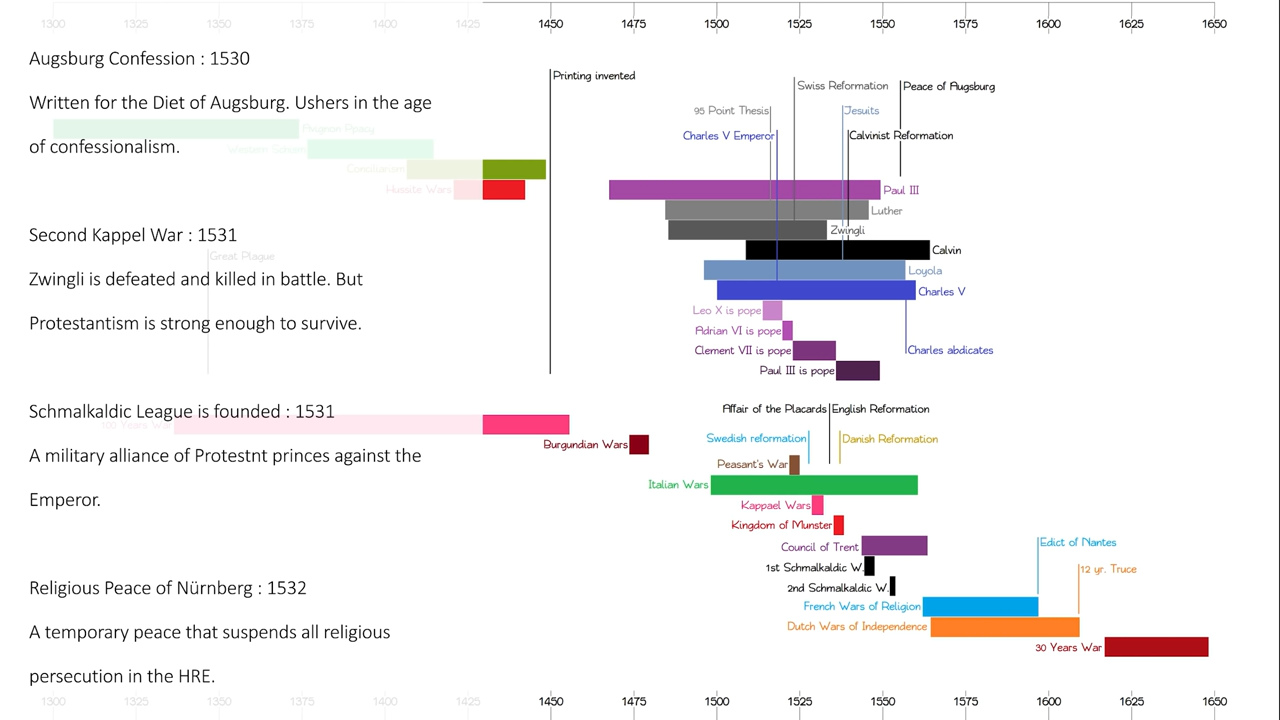 1300 1325 1350 1375 1400 1425 1450 1475 1500 1525 1550 1575 1600 1625 1650
Augsburg Confession : 1530
Written for the Diet of Augsburg. Ushers in the age
of confessionalism.
Second Kappel War : 1531
Zwingli is defeated and killed in battle. But
Protestantism is strong enough to survive.
Schmalkaldic League is founded : 1531
A military alliance of Protestnt princes against the
Emperor.
Religious Peace of Nürnberg : 1532
A temporary peace that suspends all religious
persecution in the HRE.
Printing invented
Swiss Reformation
Peace of Augsburg
95 Point Thesis
Jesuits
Charles V Emperor
Calvinist Reformation
Avignon Ppacy
Western Scism
Conciliarism
Hussite Wars
Great Plague
Paul III
Luther
Zwingli
Calvin
Loyola
Charles V
Leo X is pope
Adrian VI is pope
Clement VII is pope
Charles abdicates
Paul III is pope
Affair of the Placards
English Reformation
100 Years War
Swedish reformation
Danish Reformation
Burgundian Wars
Peasant's War
Italian Wars
Kappael Wars
Kingdom of Munster
Council of Trent
Edict of Nantes
1st Schmalkaldic W.
12 yr. Truce
2nd Schmalkaldic W.
French Wars of Religion
Dutch Wars of Independence
30 Years War
1300 1325 1350 1375 1400 1425 1450 1475 1500 1525 1550 1575 1600 1625 1650